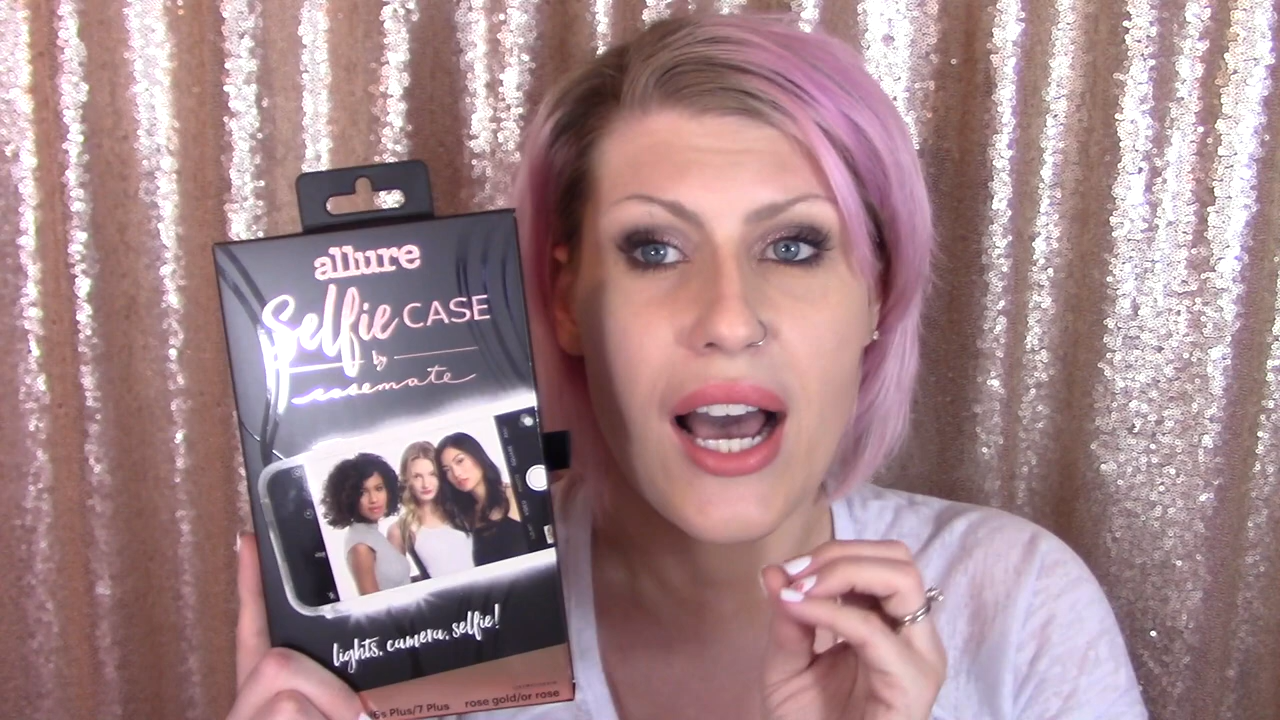 allure
Selfie CASE
by
casemate
lights, camera, selfie!
6s Plus/7 Plus rose gold/or rose